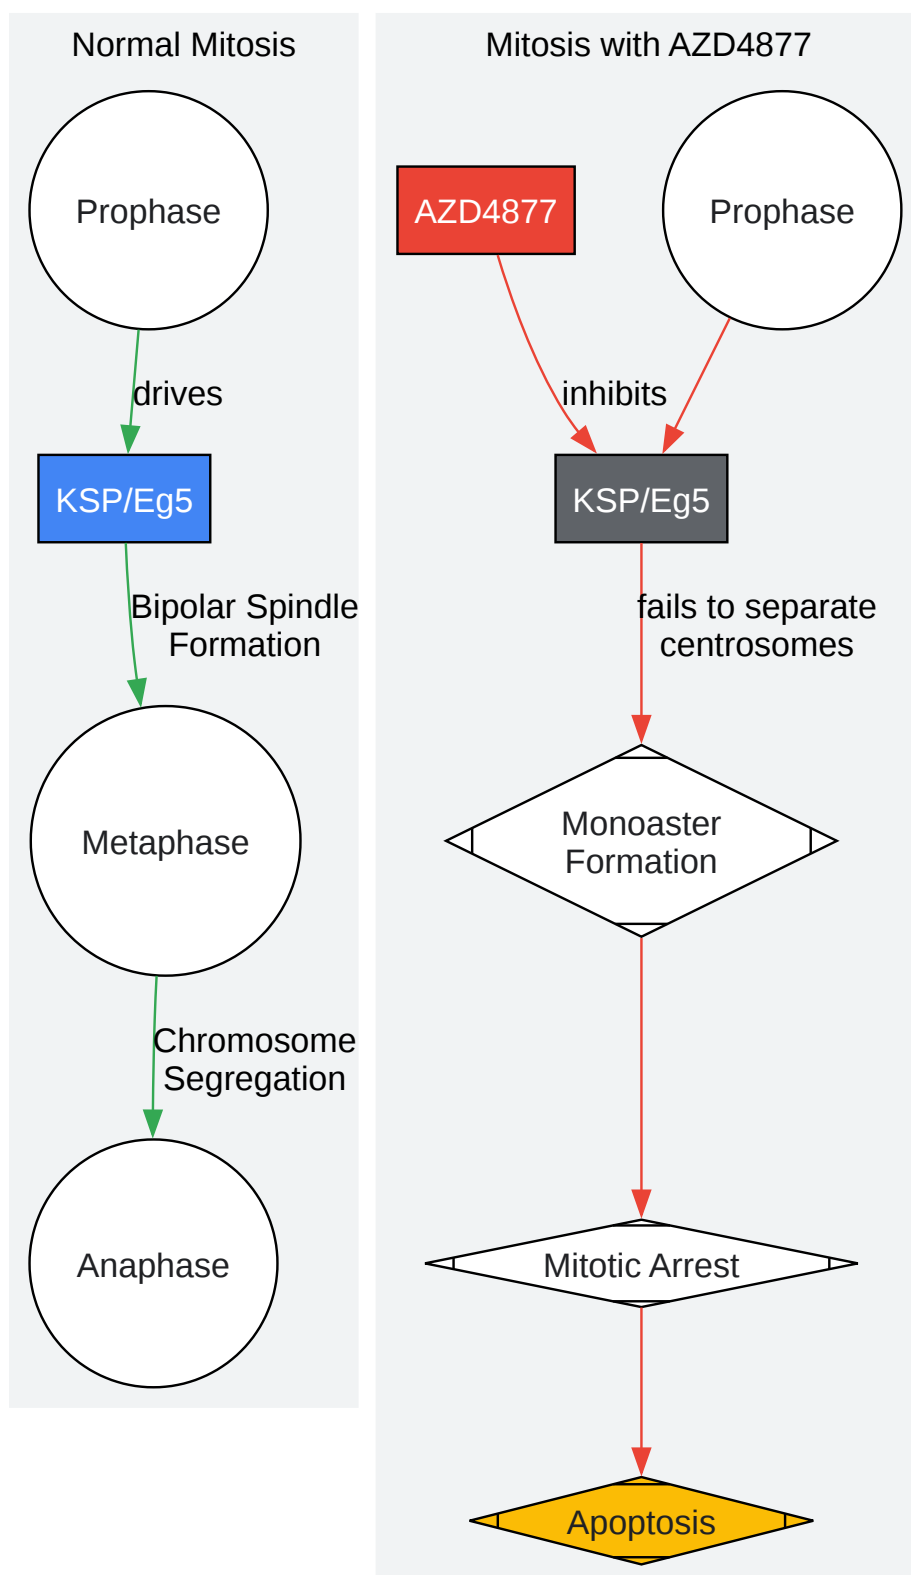 Normal Mitosis
Prophase
drives
KSP/Eg5
Bipolar Spindle
Formation
Metaphase
Chromosome
Segregation
Anaphase
Mitosis with AZD4877
AZD4877
Prophase
inhibits
KSP/Eg5
fails to separate
centrosomes
Monoaster
Formation
Mitotic Arrest
Apoptosis